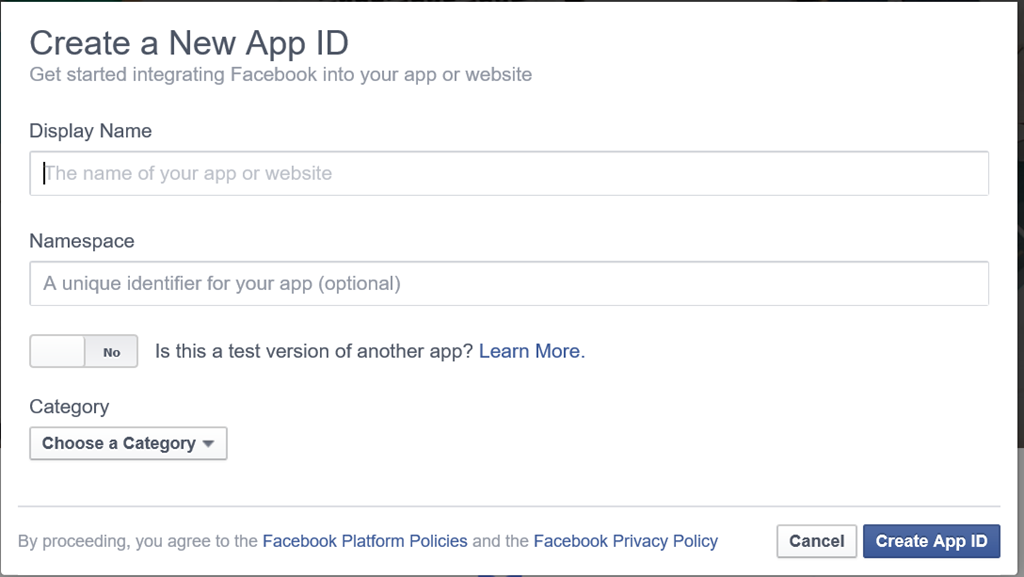 Create a New App ID
Get started integrating Facebook into your app or website
Display Name
The name of your app or website
Namespace
A unique identifier for your app (optional)
No Is this a test version of another app? Learn More.
Category
Choose a Category
By proceeding, you agree to the Facebook Platform Policies and the Facebook Privacy Policy Cancel Create App ID